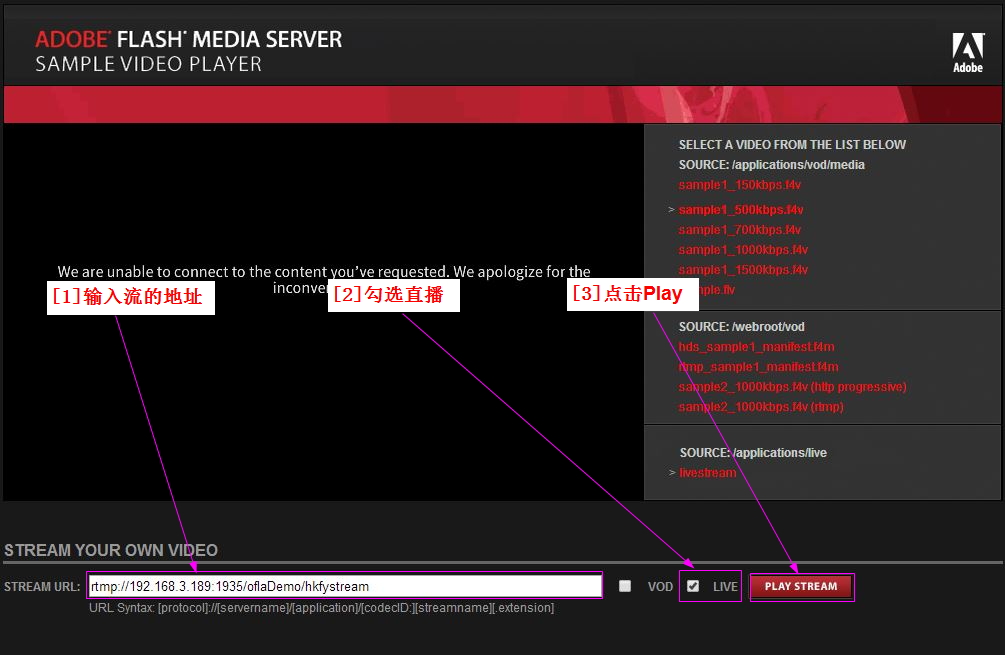 ADOBE® FLASH® MEDIA SERVER
SAMPLE VIDEO PLAYER
Adobe
SELECT A VIDEO FROM THE LIST BELOW
SOURCE: /applications/vod/media
sample1_150kbps.f4v
> sample1_500kbps.f4v
sample1_700kbps.f4v
sample1_1000kbps.f4v
sample1_1500kbps.f4v
We are unable to connect to the content you've requested. We apologize for the
[1]输入流的地址
[2]勾选直播
[3]点击Play
SOURCE: /webroot/vod
hds_sample1_manifest.f4m
rtmp_sample1_manifest.f4m
sample2_1000kbps.f4v (http progressive)
sample2_1000kbps.f4v (rtmp)
SOURCE: /applications/live
> livestream
STREAM YOUR OWN VIDEO
STREAM URL: rtmp://192.168.3.189:1935/oflaDemo/hkfystream VOD LIVE PLAY STREAM
URL Syntax: [protocol]://[servername]/[application]/[codecID:][streamname][.extension]